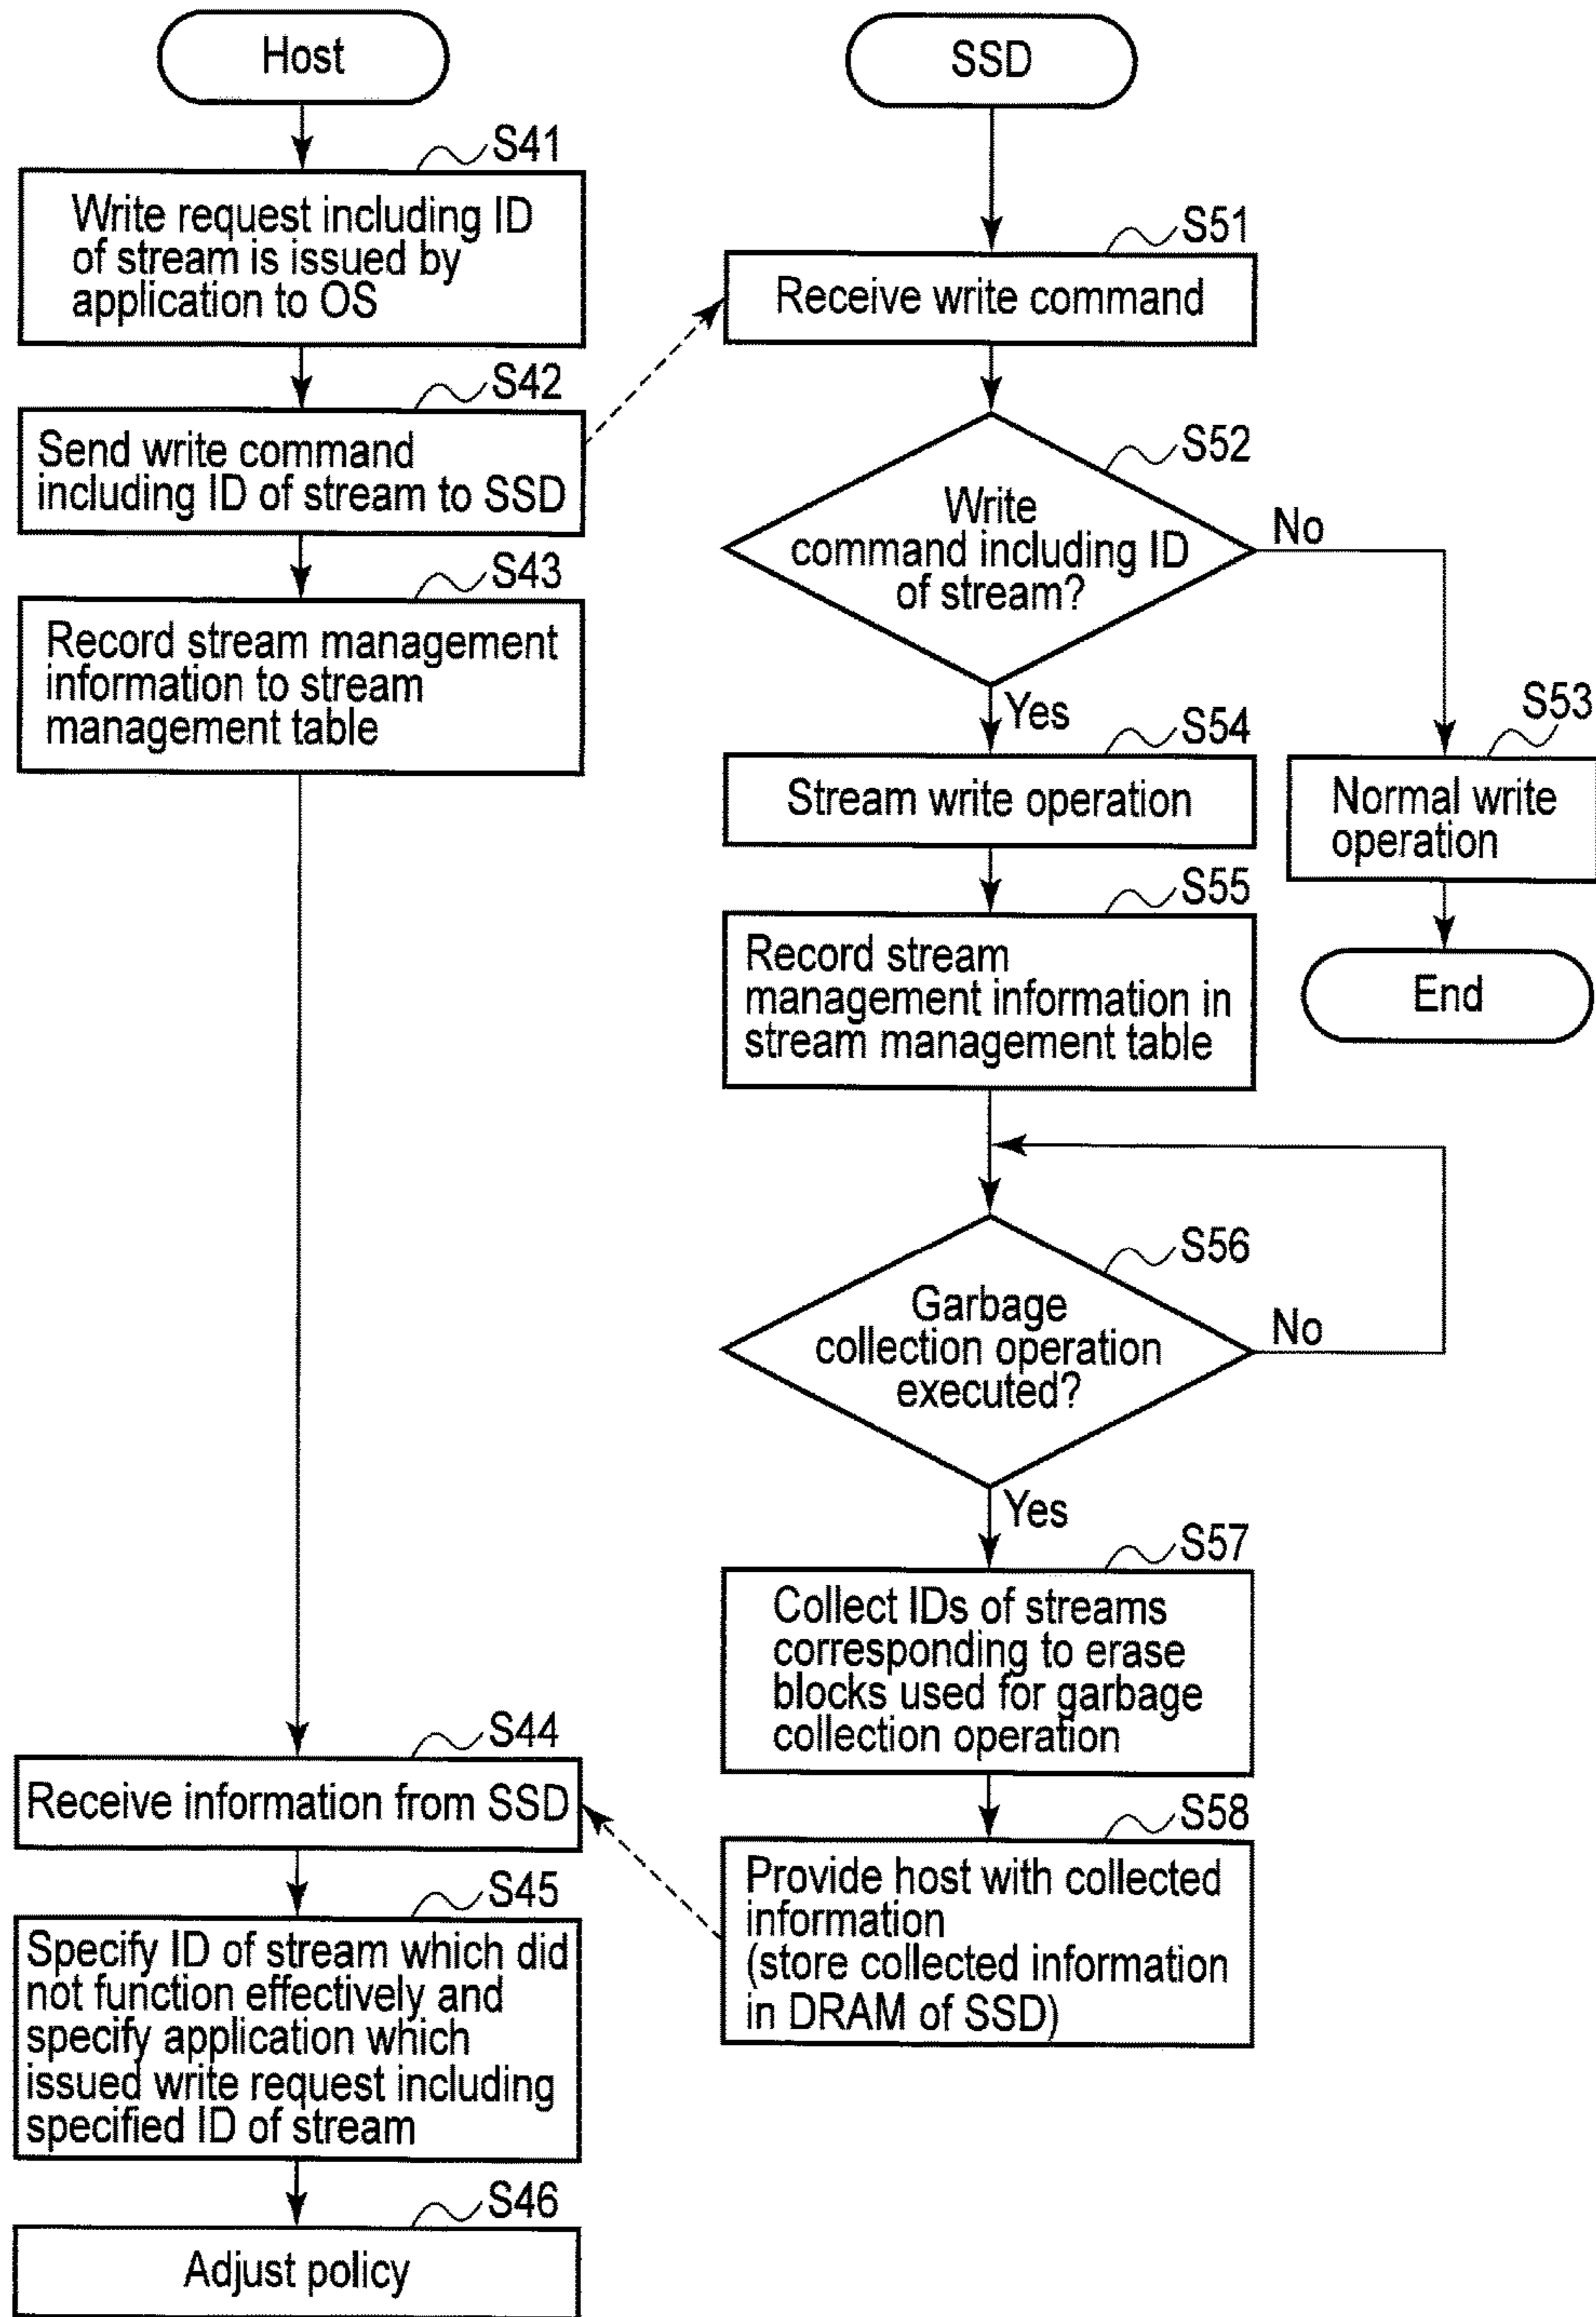 Host
S41
Write request including ID
of stream is issued by
application to OS
S42
Send write command
including ID of stream to SSD
S43
Record stream management
information to stream
management table
S44
Receive information from SSD
S45
Specify ID of stream which did
not function effectively and
specify application which
issued write request including
specified ID of stream
S46
Adjust policy
SSD
S51
Receive write command
S52
Write
command including ID
of stream?
No
Yes
S53
Normal write
operation
End
S54
Stream write operation
S55
Record stream
management information in
stream management table
S56
Garbage
collection operation
executed?
No
Yes
S57
Collect IDs of streams
corresponding to erase
blocks used for garbage
collection operation
S58
Provide host with collected
information
(store collected information
in DRAM of SSD)